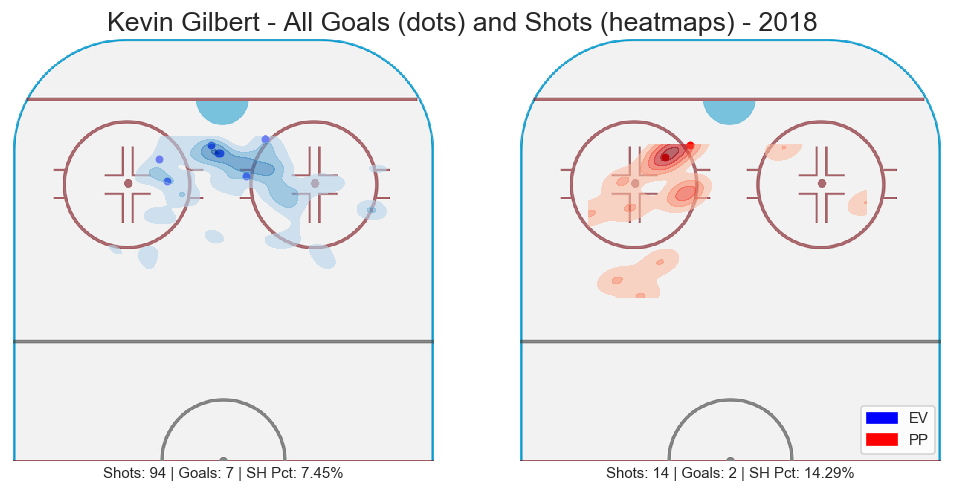 Kevin Gilbert - All Goals (dots) and Shots (heatmaps) - 2018
EV
PP
Shots: 94 | Goals: 7 | SH Pct: 7.45%
Shots: 14 | Goals: 2 | SH Pct: 14.29%